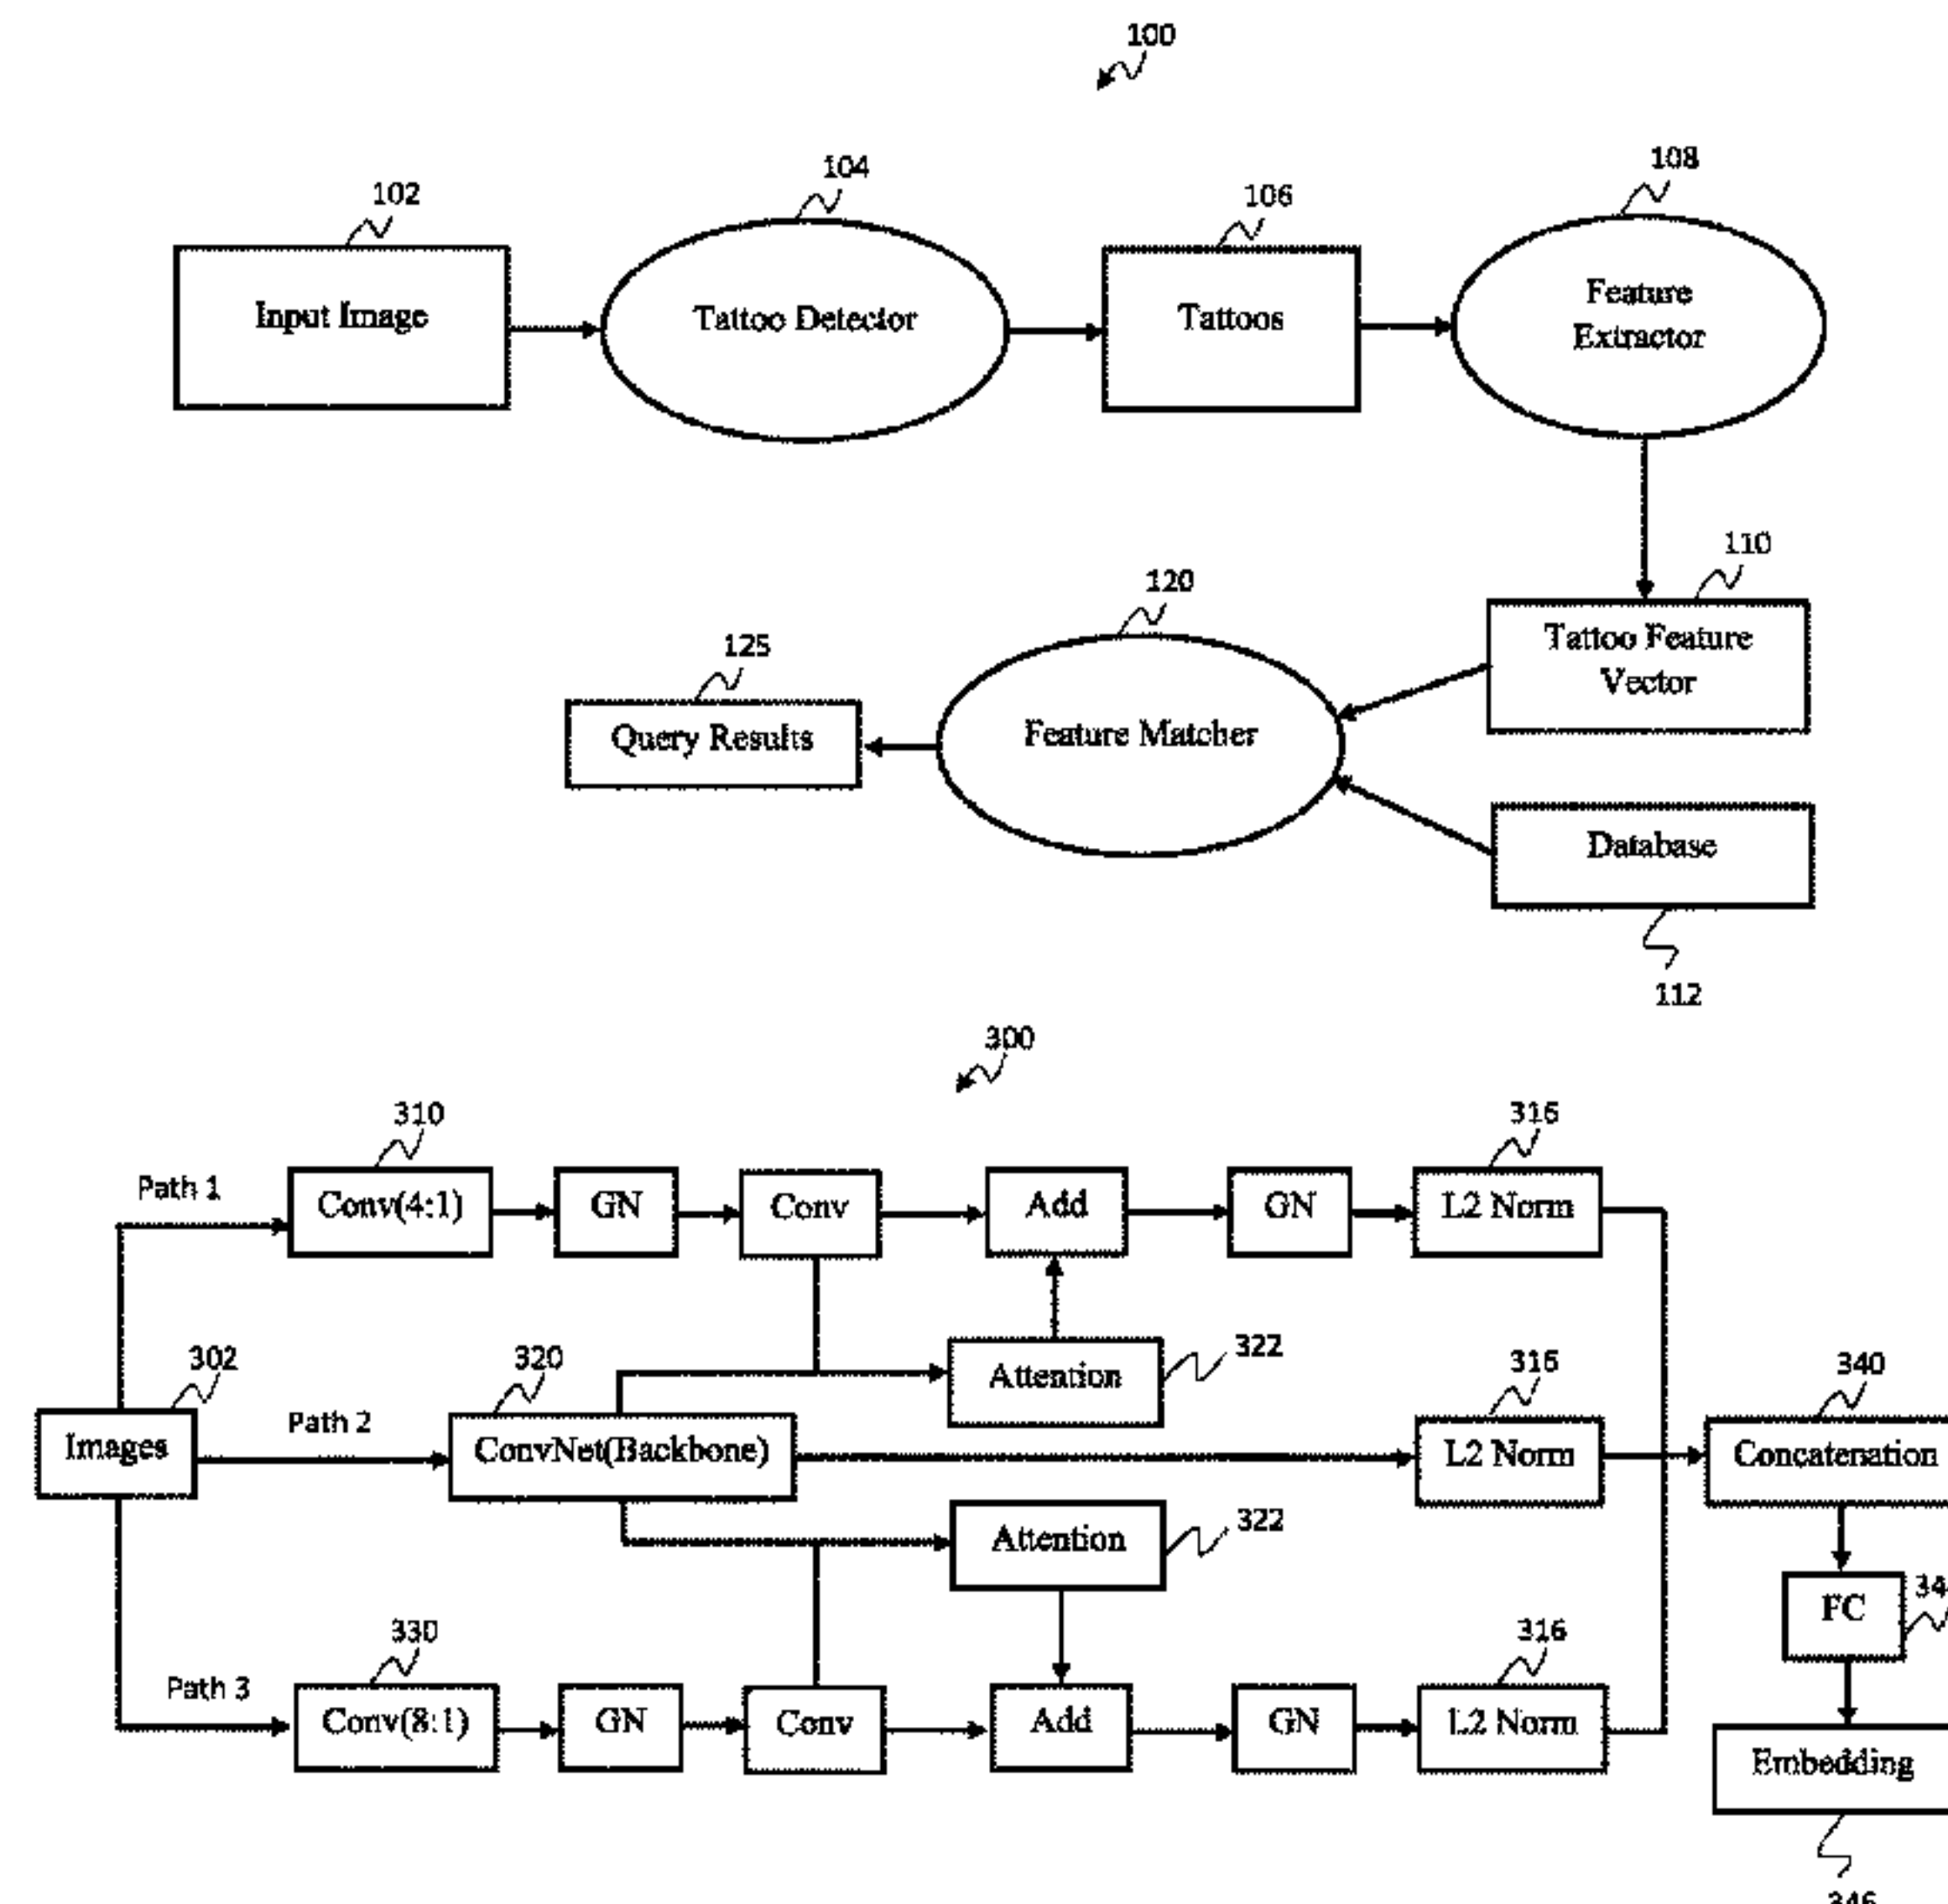 100
102
104
106
108
Input Image
Tattoo Detector
Tattoos
Feature
Extractor
110
120
125
Tattoo Feature
Vector
Query Results
Feature Matcher
Database
112
300
310
316
Path 1
Conv(4:1)
GN
Conv
Add
GN
L2 Norm
302
320
322
316
340
Attention
Images
Path 2
ConvNet(Backbone)
L2 Norm
Concatenation
Attention
322
FC
330
316
Path 3
Conv(8:1)
GN
Conv
Add
GN
L2 Norm
Embedding
346